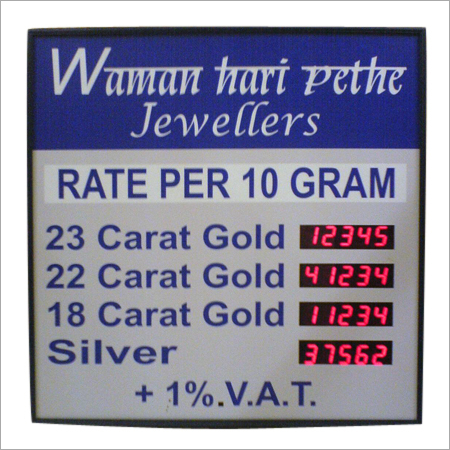 Waman hari pethe
Jewellers
RATE PER 10 GRAM
23 Carat Gold 12345
22 Carat Gold 41234
18 Carat Gold 11234
Silver 37562
+ 1%.V.A.T.